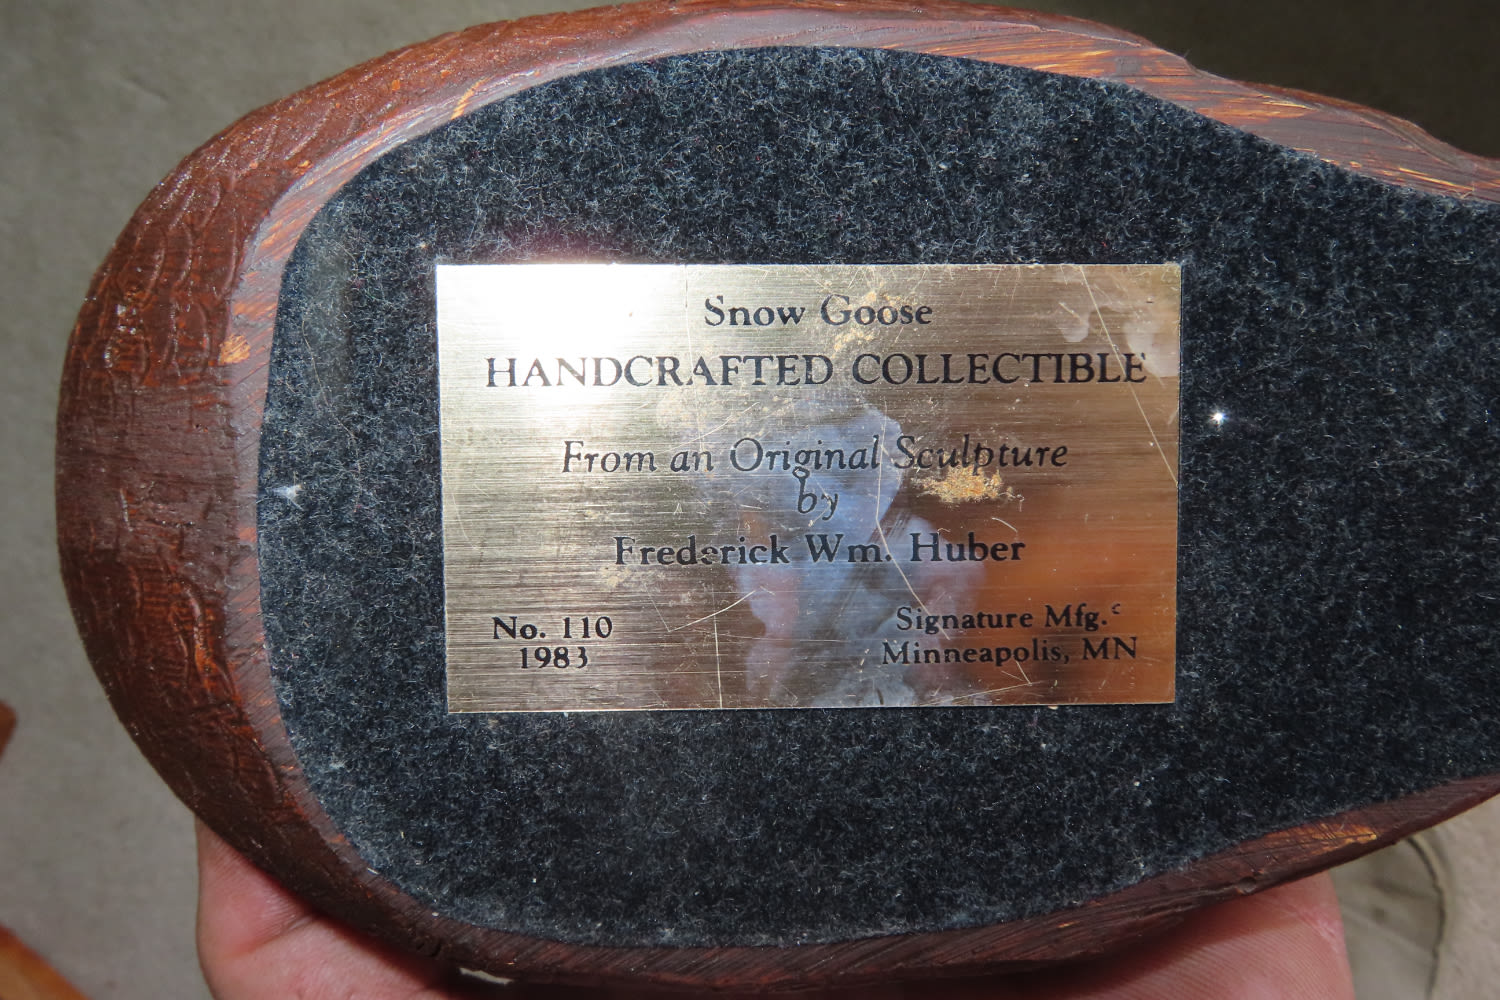 Snow Goose
HANDCRAFTED COLLECTIBLE
From an Original Sculpture
by
Frederick Wm. Huber
No. 110
1983
Signature Mfg.c
Minneapolis, MN